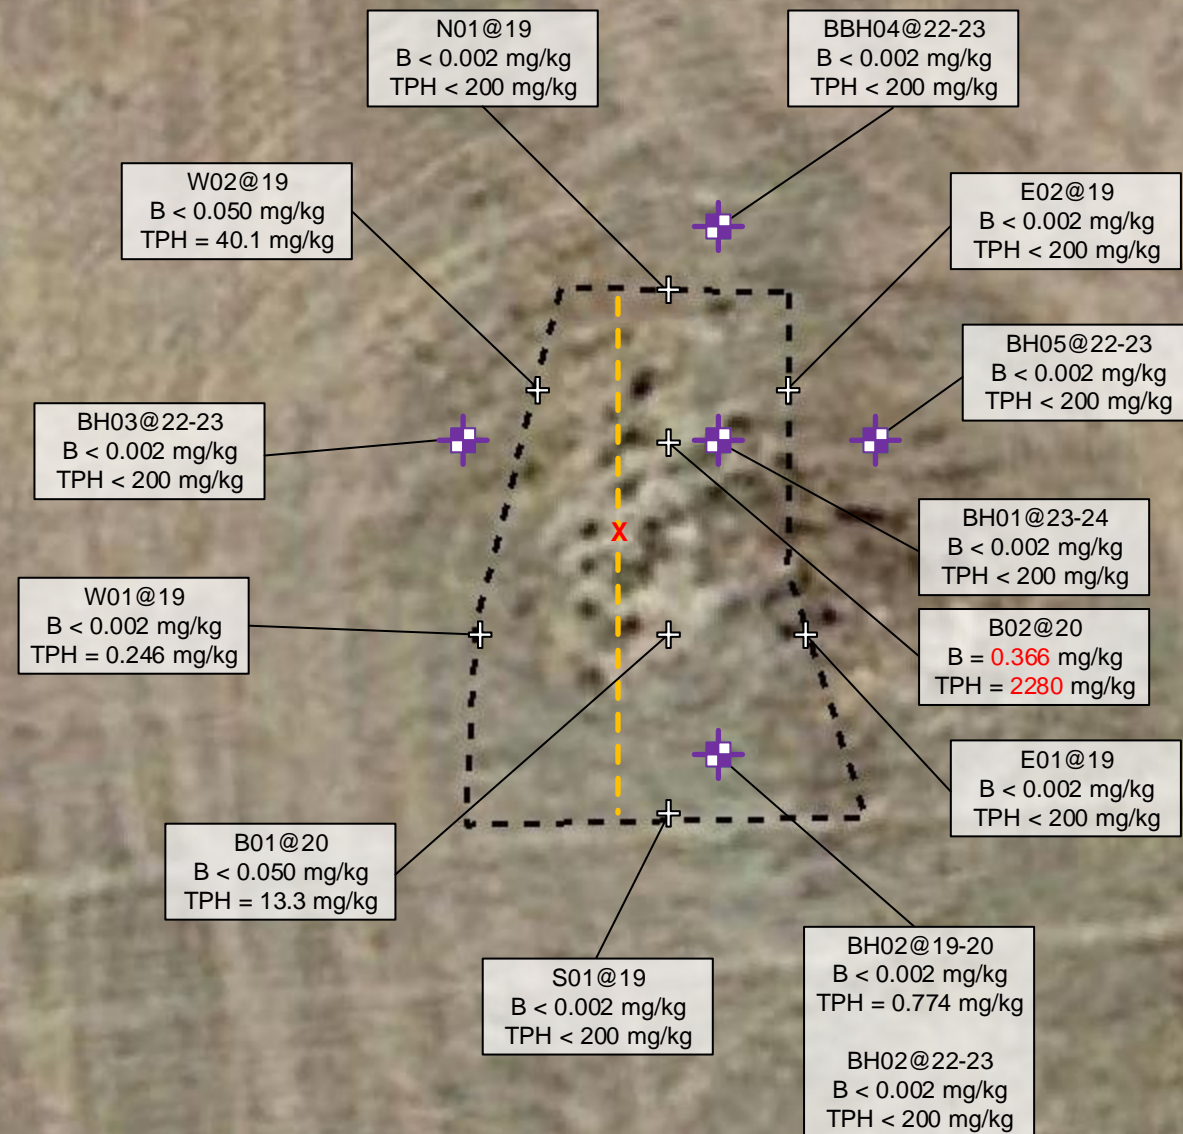 N01@19
B < 0.002 mg/kg
TPH < 200 mg/kg
BBH04@22-23
B < 0.002 mg/kg
TPH < 200 mg/kg
W02@19
B < 0.050 mg/kg
TPH = 40.1 mg/kg
E02@19
B < 0.002 mg/kg
TPH < 200 mg/kg
BH05@22-23
B < 0.002 mg/kg
TPH < 200 mg/kg
BH03@22-23
B < 0.002 mg/kg
TPH < 200 mg/kg
BH01@23-24
B < 0.002 mg/kg
TPH < 200 mg/kg
X
W01@19
B < 0.002 mg/kg
TPH = 0.246 mg/kg
B02@20
B = 0.366 mg/kg
TPH = 2280 mg/kg
E01@19
B < 0.002 mg/kg
TPH < 200 mg/kg
B01@20
B < 0.050 mg/kg
TPH = 13.3 mg/kg
S01@19
B < 0.002 mg/kg
TPH < 200 mg/kg
BH02@19-20
B < 0.002 mg/kg
TPH = 0.774 mg/kg
BH02@22-23
B < 0.002 mg/kg
TPH < 200 mg/kg